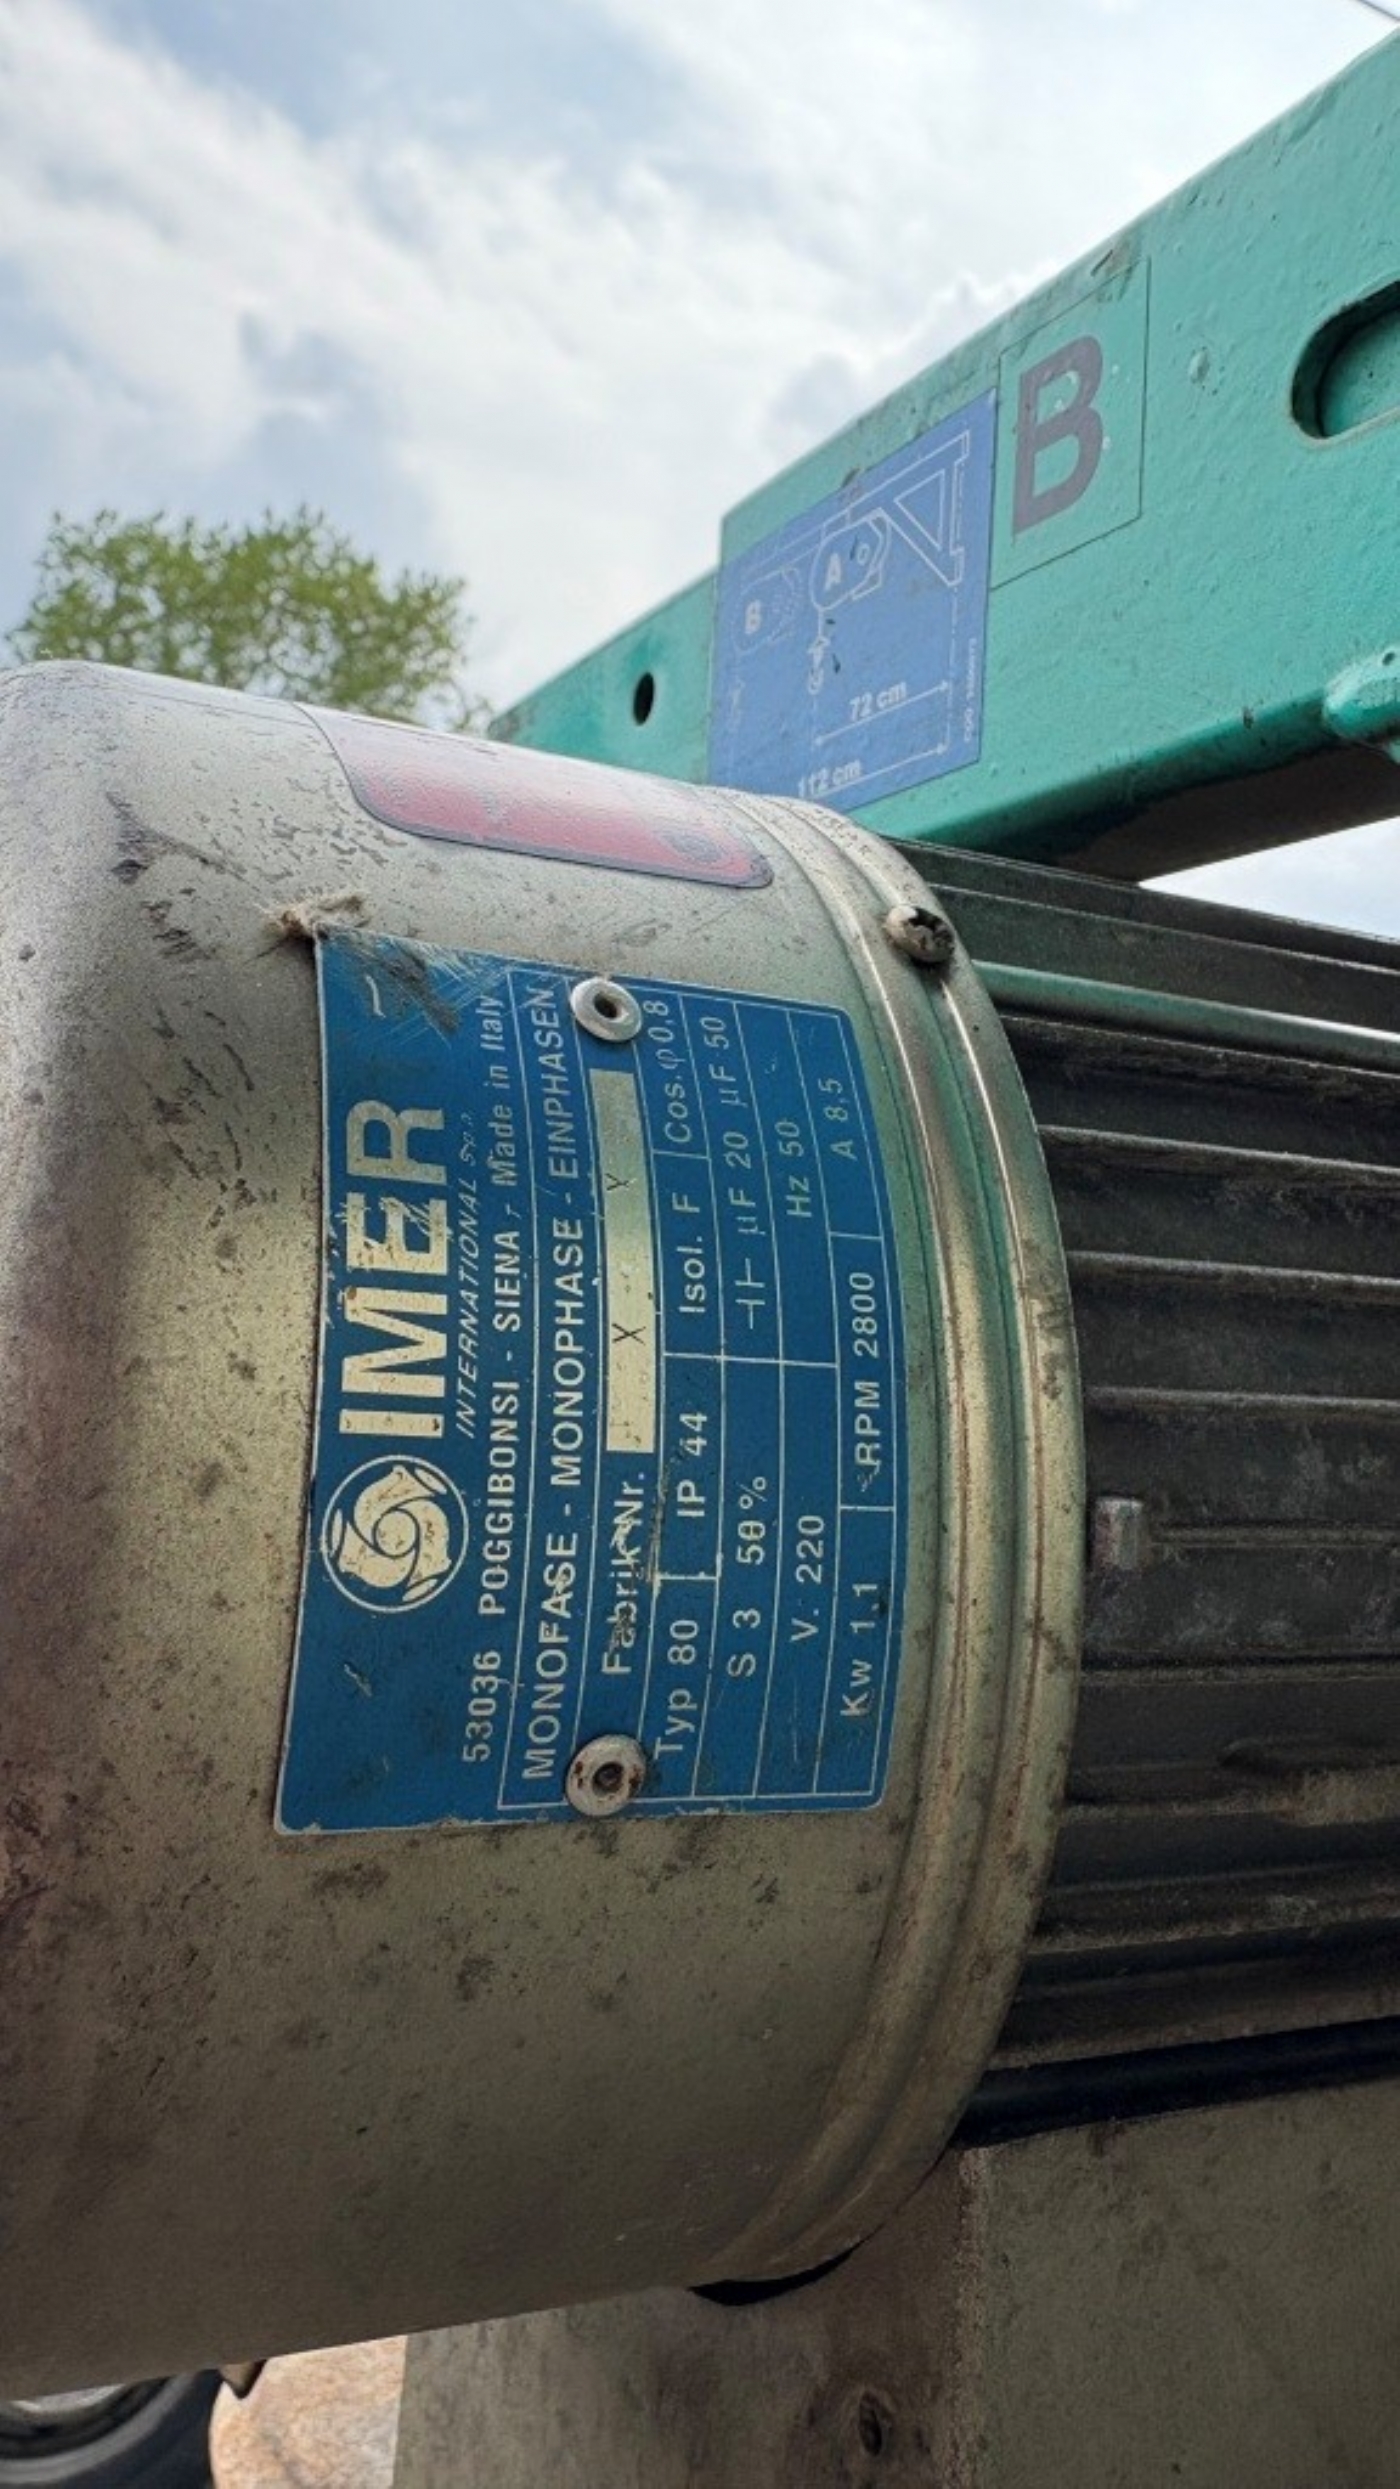 IMER
INTERNATIONAL S.p.A.
53036 POGGIBONSI - SIENA - Made in Italy
MONOFASE - MONOPHASE - EINPHASEN
Fabrik Nr. X X
Typ 80 IP 44 Isol. F Cos.φ 0,8
S 3 50% ⊣⊢ µF 20 µF 50
V. 220 Hz 50
Kw 1,1 RPM 2800 A 8,5
B
B
A
72 cm
112 cm